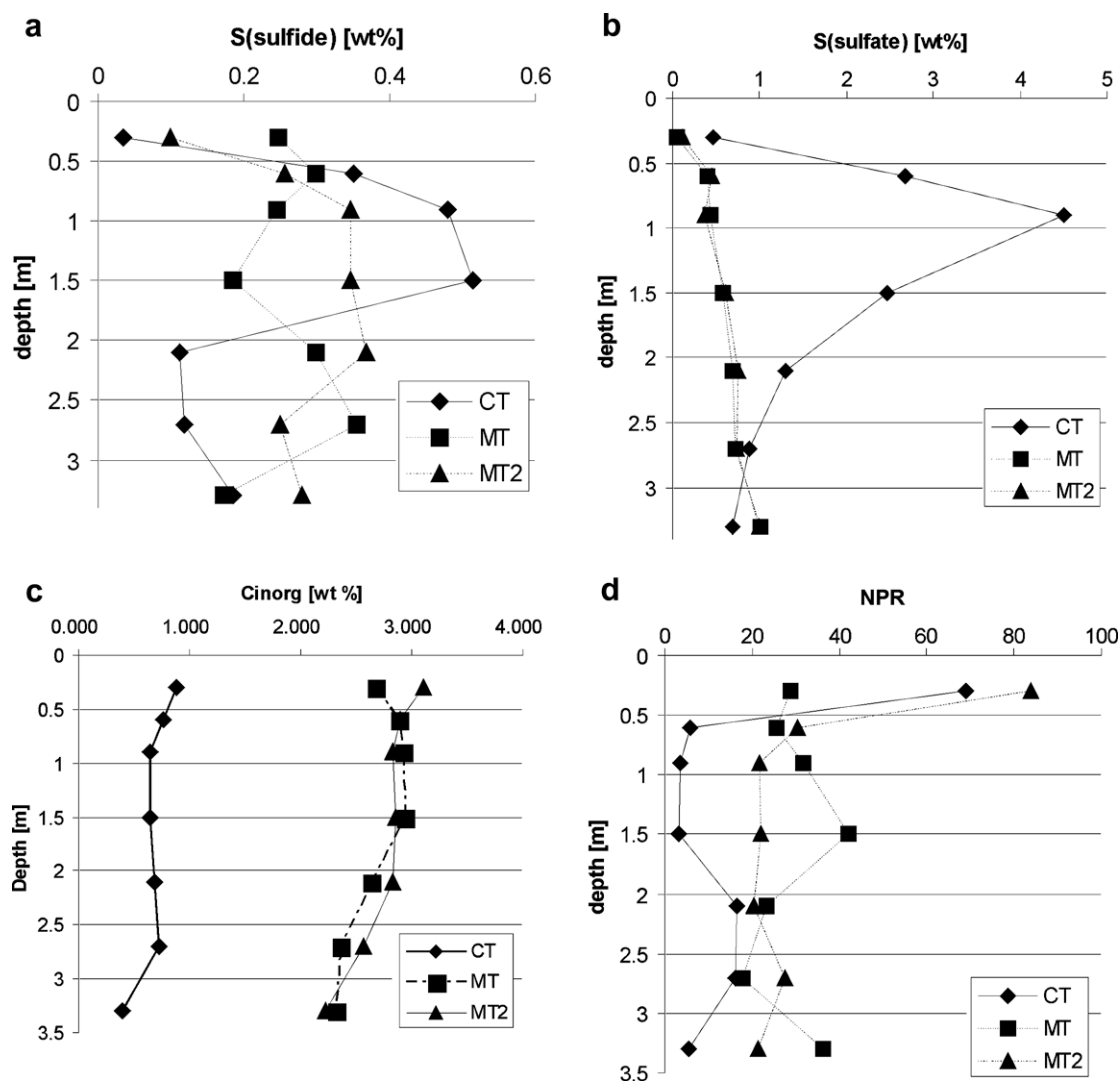 a
S(sulfide) [wt%]
0 0.2 0.4 0.6
0
0.5
1
1.5
2
2.5
3
depth [m]
CT
MT
MT2
b
S(sulfate) [wt%]
0 1 2 3 4 5
0
0.5
1
1.5
2
2.5
3
depth [m]
CT
MT
MT2
c
Cinorg [wt %]
0.000 1.000 2.000 3.000 4.000
0
0.5
1
1.5
2
2.5
3
3.5
Depth [m]
CT
MT
MT2
d
NPR
0 20 40 60 80 100
0
0.5
1
1.5
2
2.5
3
3.5
depth [m]
CT
MT
MT2